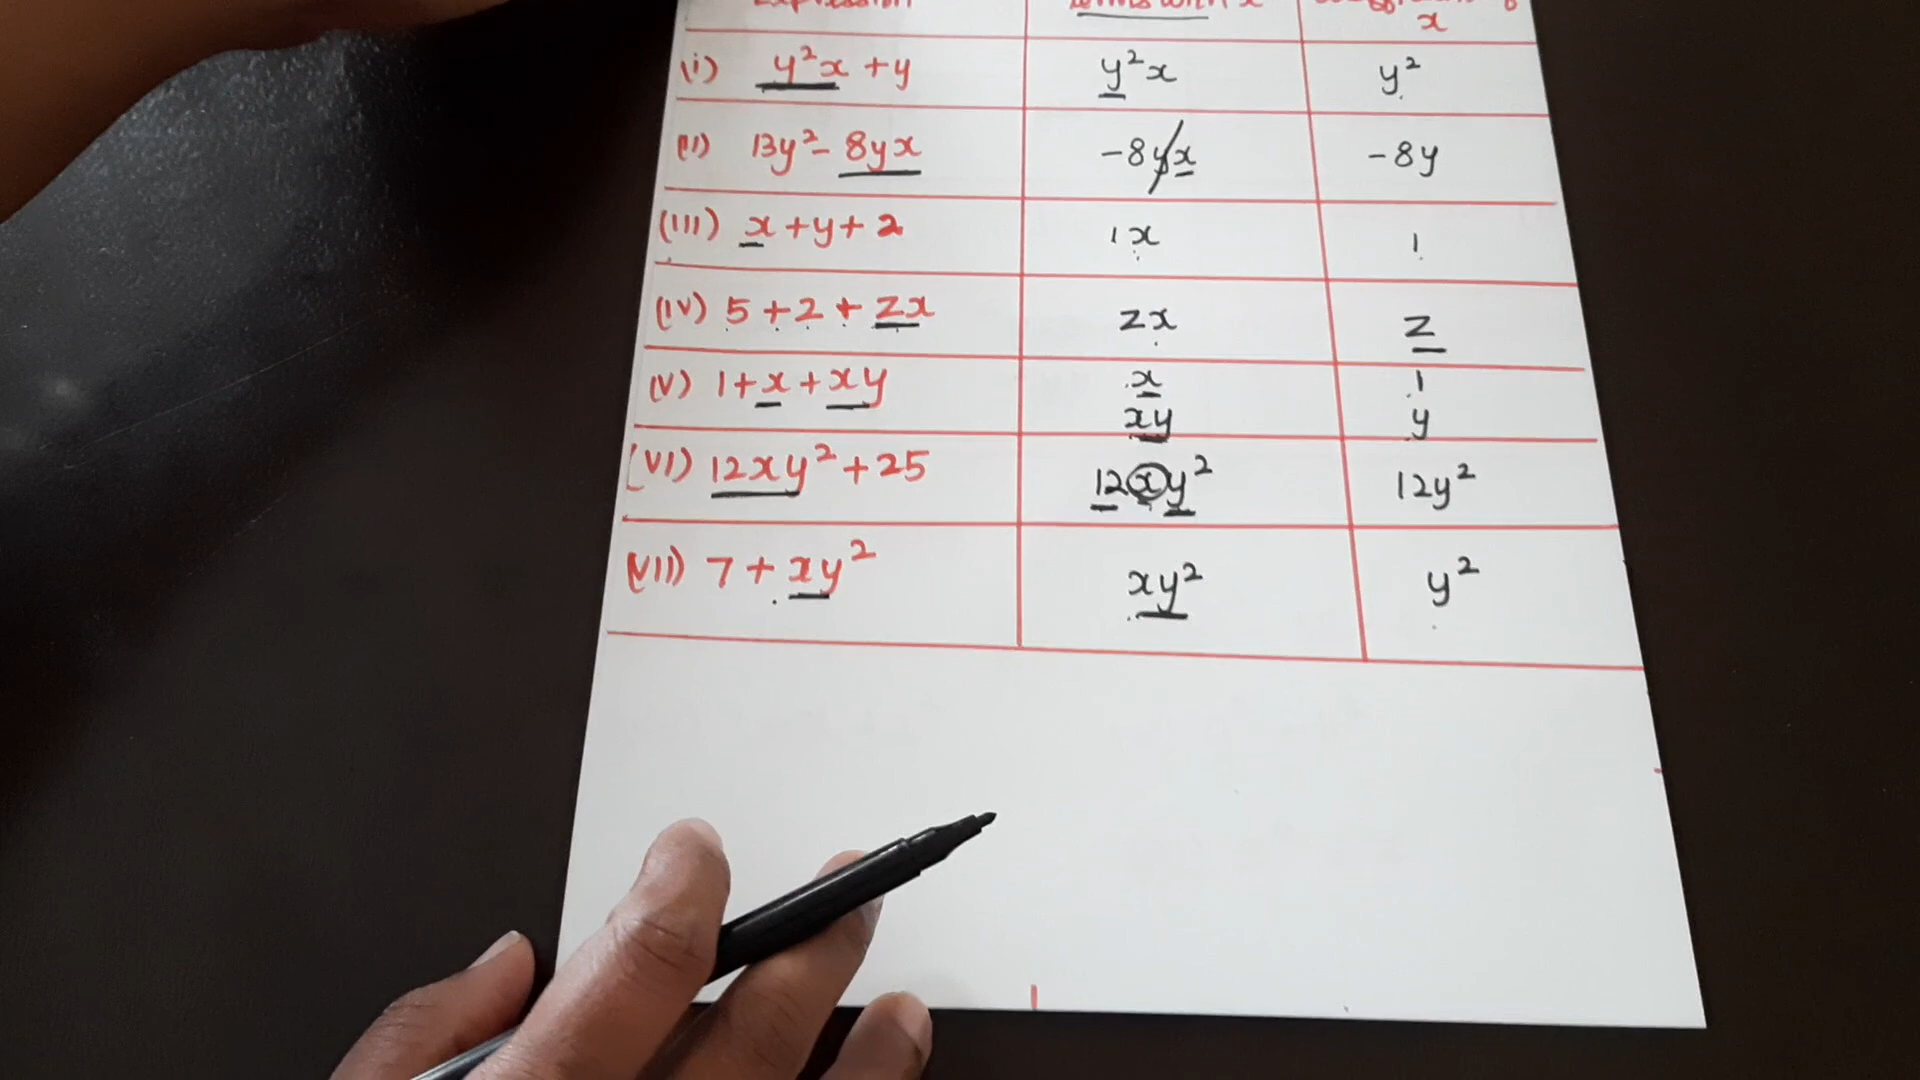 x
(i) y²x + y y²x y²
(ii) 13y² - 8yx -8yx -8y
(iii) x + y + 2 1x 1
(iv) 5 + 2 + zx zx z
(v) 1 + x + xy x 1
xy y
(vi) 12xy² + 25 12xy² 12y²
(vii) 7 + xy² xy² y²